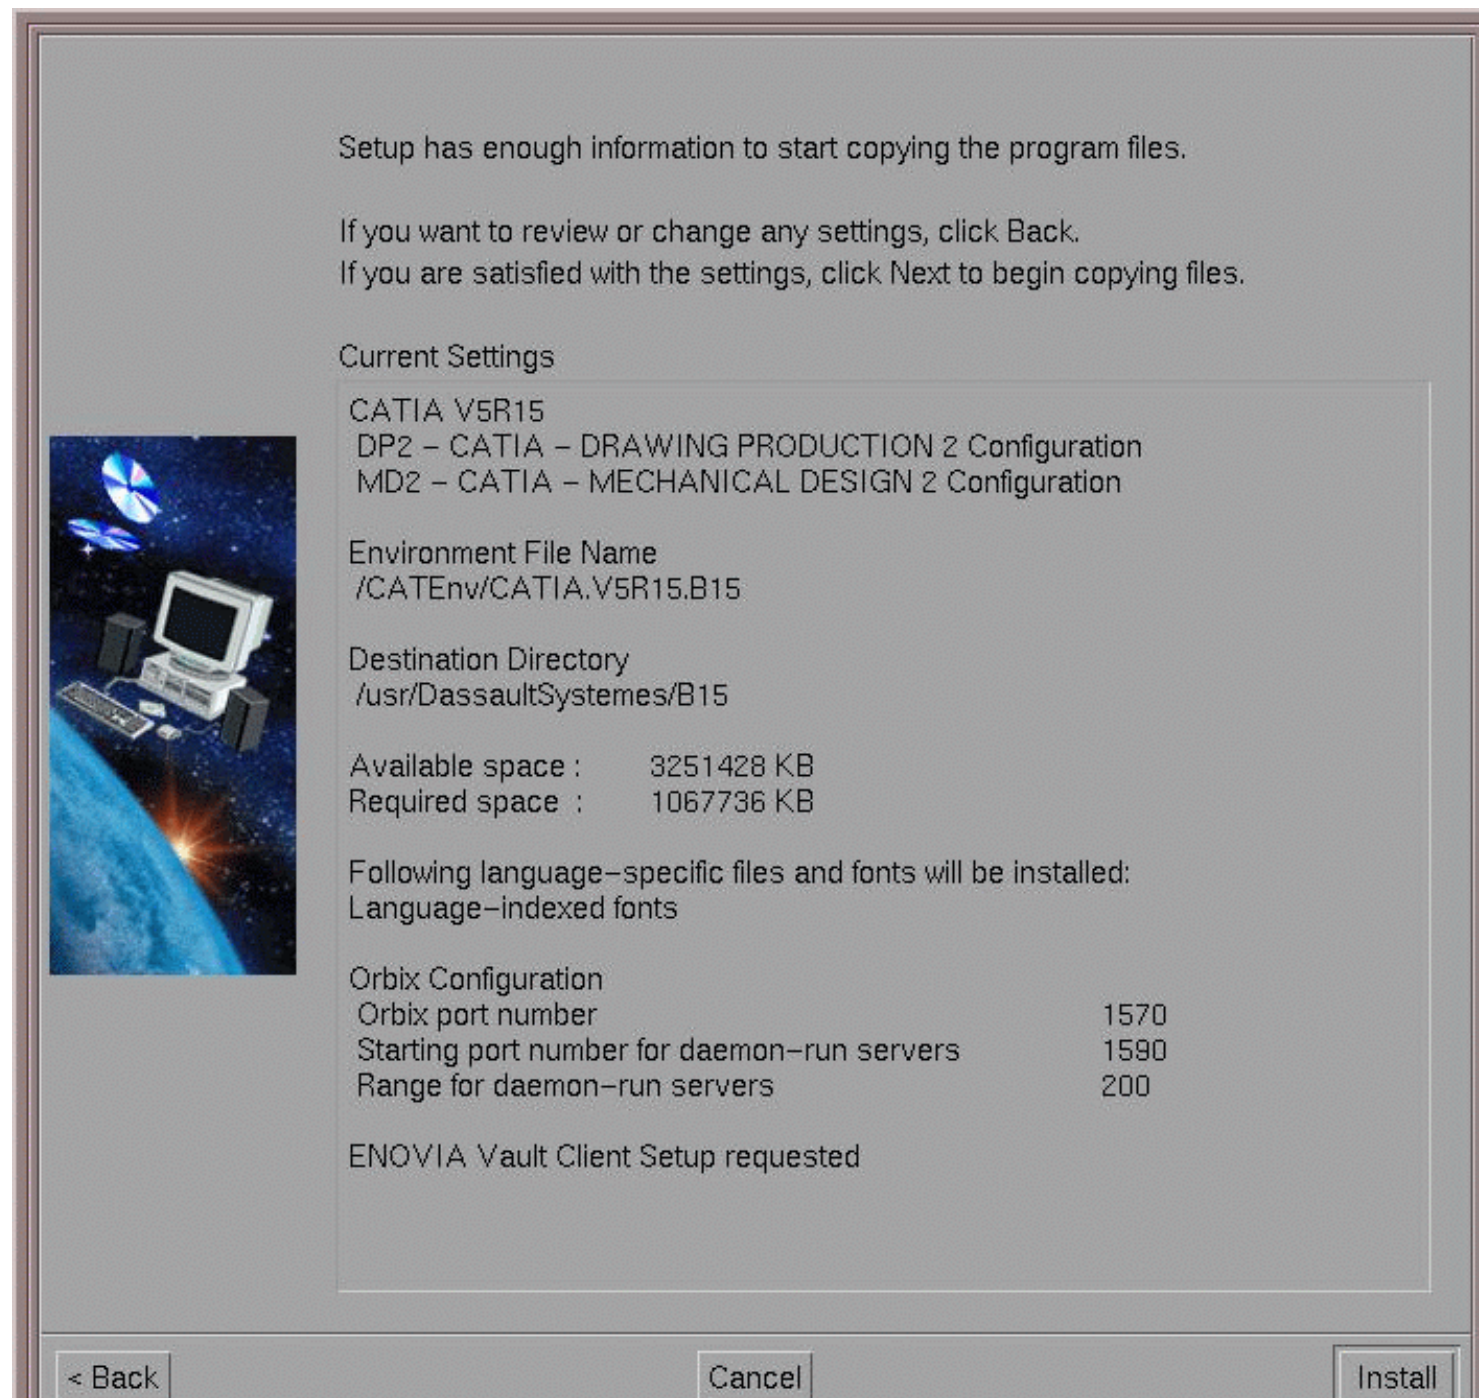 Setup has enough information to start copying the program files.
If you want to review or change any settings, click Back.
If you are satisfied with the settings, click Next to begin copying files.
Current Settings
CATIA V5R15
DP2 – CATIA – DRAWING PRODUCTION 2 Configuration
MD2 – CATIA – MECHANICAL DESIGN 2 Configuration
Environment File Name
/CATEnv/CATIA.V5R15.B15
Destination Directory
/usr/DassaultSystemes/B15
Available space : 3251428 KB
Required space : 1067736 KB
Following language–specific files and fonts will be installed:
Language–indexed fonts
Orbix Configuration
Orbix port number 1570
Starting port number for daemon–run servers 1590
Range for daemon–run servers 200
ENOVIA Vault Client Setup requested
< Back Cancel Install